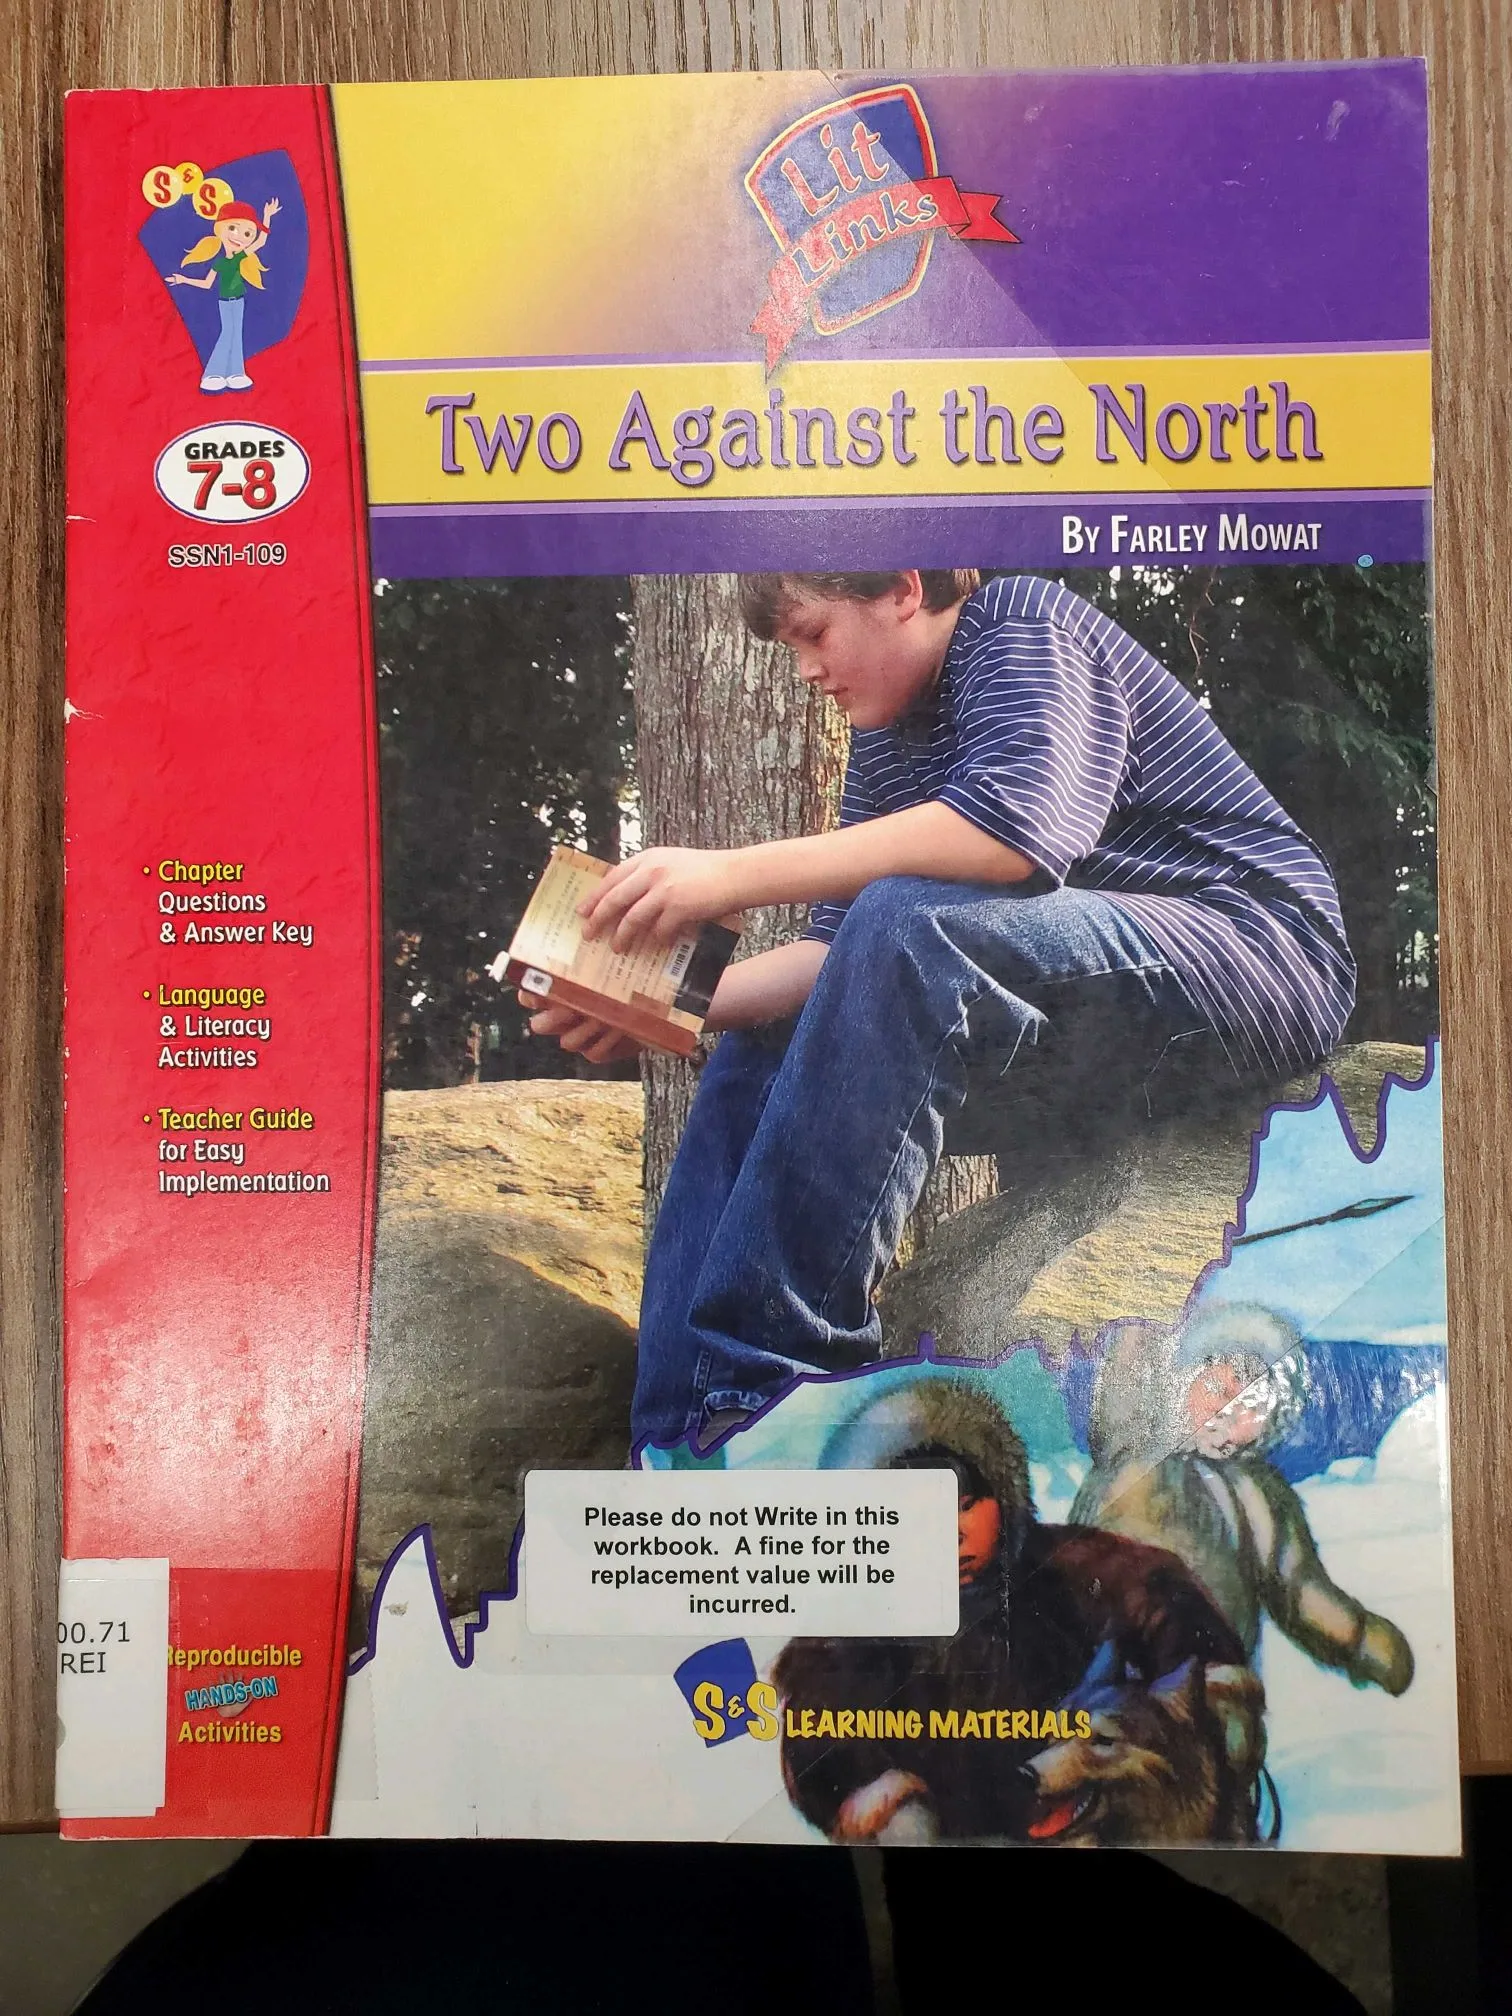 S & S
Lit
Links
GRADES
7-8
SSN1-109
Two Against the North
By Farley Mowat
• Chapter
Questions
& Answer Key
• Language
& Literacy
Activities
• Teacher Guide
for Easy
Implementation
Please do not Write in this
workbook. A fine for the
replacement value will be
incurred.
00.71
REI
eproducible
HANDS-ON
Activities
S & S LEARNING MATERIALS